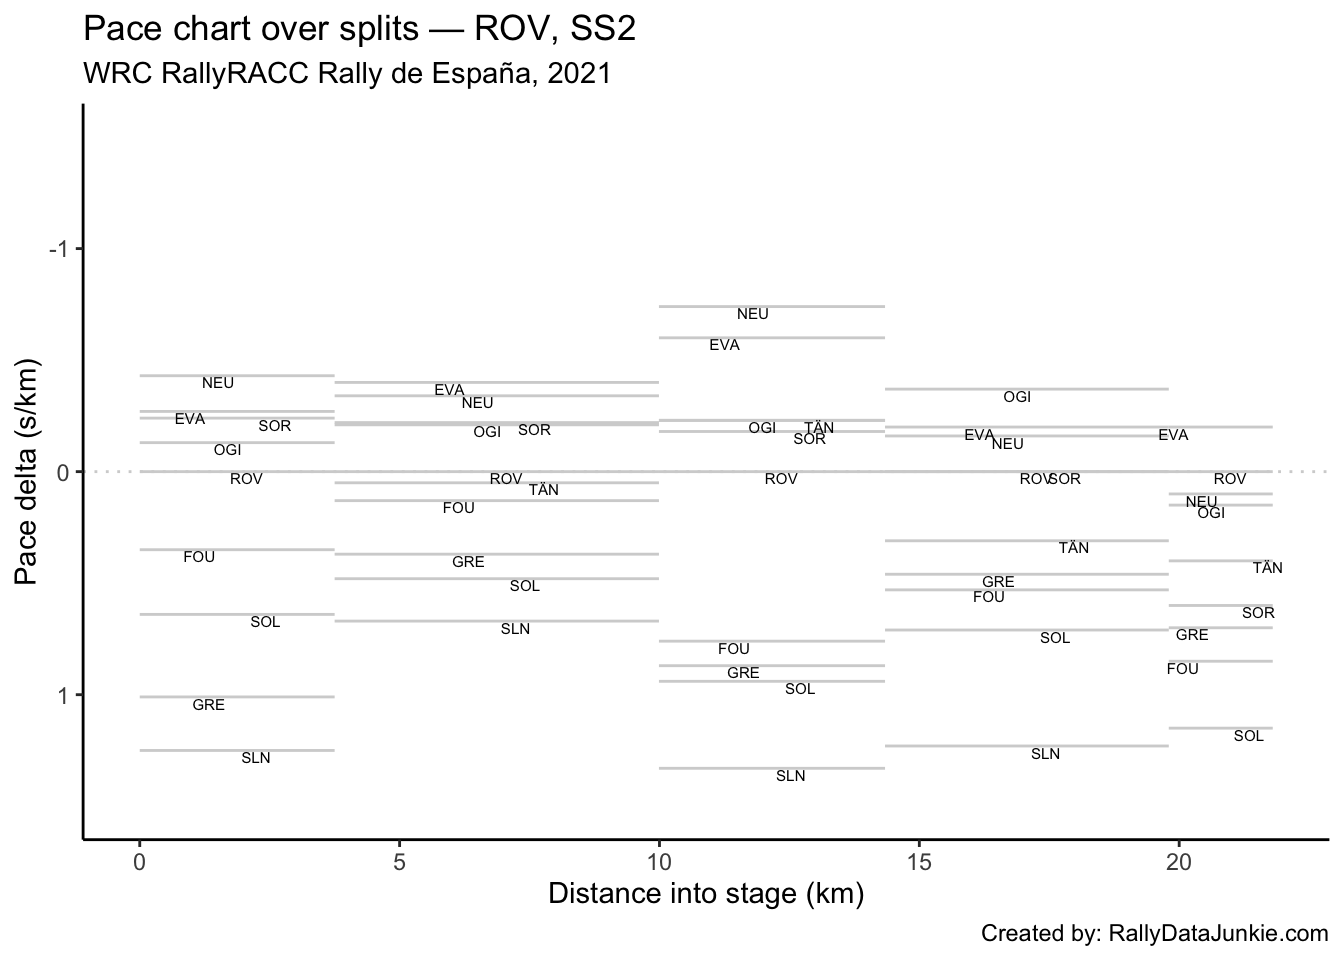 Pace chart over splits — ROV, SS2
WRC RallyRACC Rally de España, 2021
Pace delta (s/km)
-1
0
1
NEU
EVA
SOR
OGI
ROV
FOU
SOL
GRE
SLN
EVA
NEU
OGI
SOR
ROV
TÄN
FOU
GRE
SOL
SLN
NEU
EVA
OGI
TÄN
SOR
ROV
FOU
GRE
SOL
SLN
OGI
EVA
NEU
ROV
SOR
TÄN
GRE
FOU
SOL
SLN
EVA
ROV
NEU
OGI
TÄN
SOR
GRE
FOU
SOL
0 5 10 15 20
Distance into stage (km)
Created by: RallyDataJunkie.com